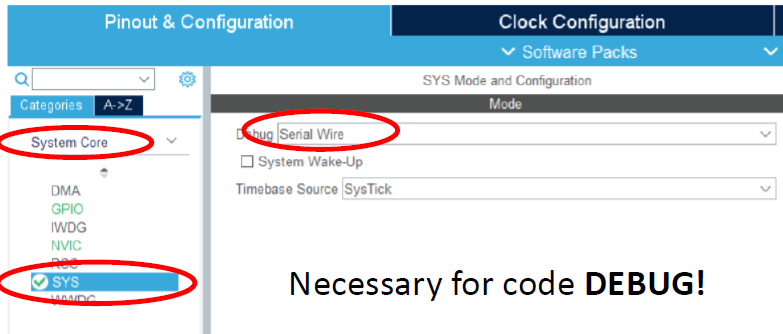 Pinout & Configuration
Clock Configuration
Software Packs
Categories
A->Z
System Core
DMA
GPIO
IWDG
NVIC
RCC
SYS
WWDG
SYS Mode and Configuration
Mode
Debug Serial Wire
System Wake-Up
Timebase Source SysTick
Necessary for code DEBUG!